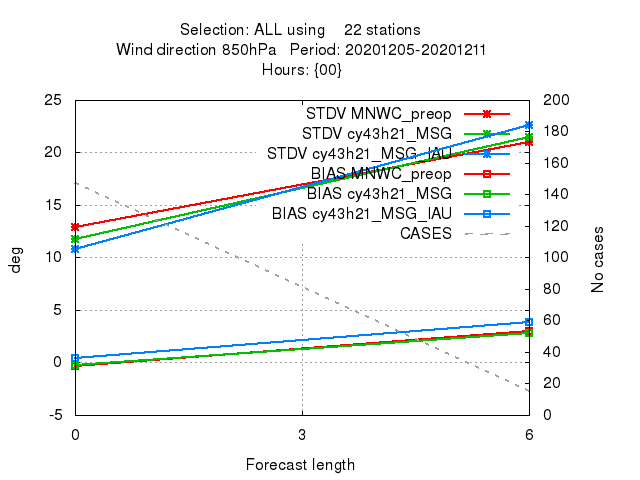 Selection: ALL using 22 stations
Wind direction 850hPa Period: 20201205-20201211
Hours: {00}
25
20
15
10
5
0
-5
200
180
160
140
120
100
80
60
40
20
0
STDV MNWC_preop
STDV cy43h21_MSG
STDV cy43h21_MSG_IAU
BIAS MNWC_preop
BIAS cy43h21_MSG
BIAS cy43h21_MSG_IAU
CASES
deg
No cases
0 3 6
Forecast length